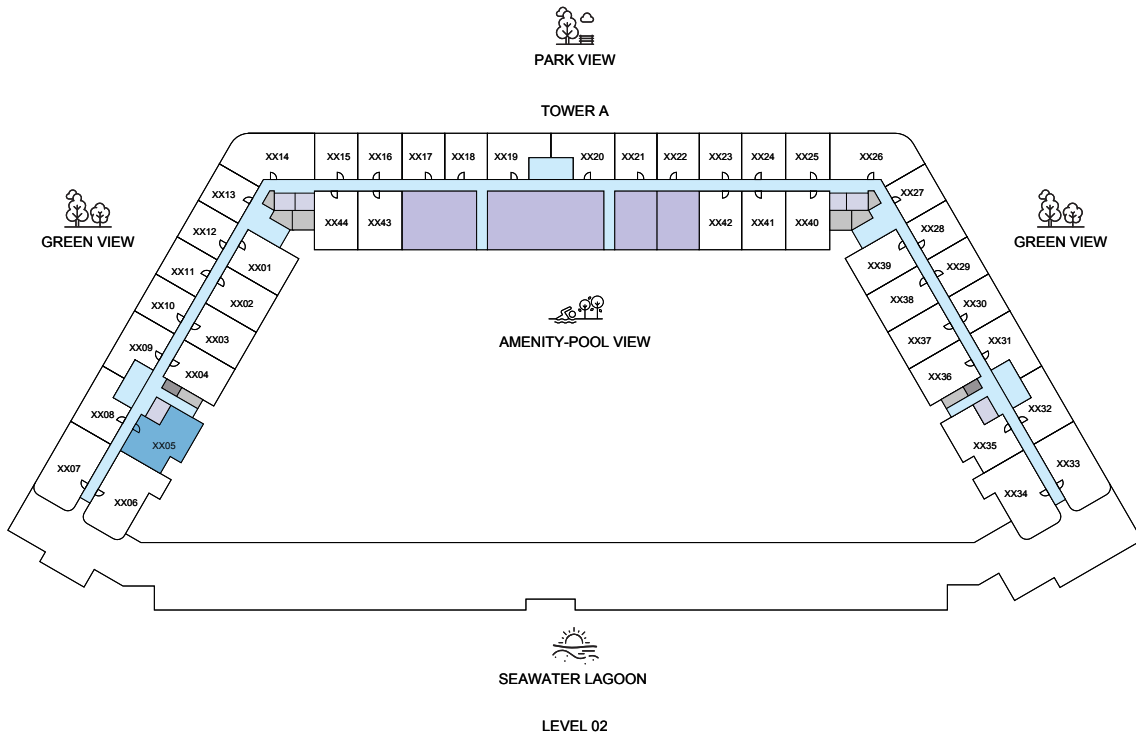 PARK VIEW
TOWER A
XX14
XX15
XX16
XX17
XX18
XX19
XX20
XX21
XX22
XX23
XX24
XX25
XX26
XX13
XX27
XX44
XX43
XX42
XX41
XX40
XX12
XX28
GREEN VIEW
GREEN VIEW
XX11
XX01
XX39
XX29
XX10
XX02
XX38
XX30
XX09
XX03
XX37
XX31
AMENITY-POOL VIEW
XX04
XX36
XX08
XX32
XX05
XX35
XX07
XX33
XX06
XX34
SEAWATER LAGOON
LEVEL 02